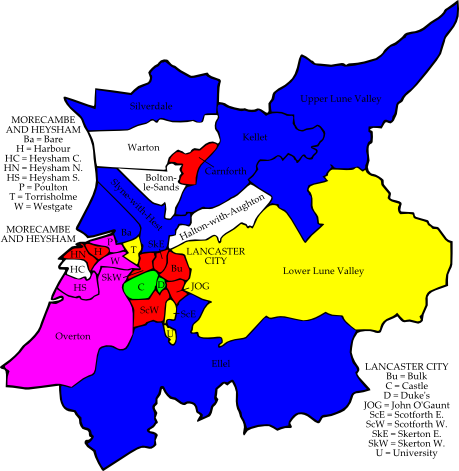 Silverdale
Upper Lune Valley
MORECAMBE
AND HEYSHAM
Ba = Bare
H = Harbour
HC = Heysham C.
HN = Heysham N.
HS = Heysham S.
P = Poulton
T = Torrisholme
W = Westgate
Warton
Kellet
Carnforth
Bolton-
le-Sands
Slyne-with-Hest
Halton-with-Aughton
MORECAMBE
AND HEYSHAM
Ba
P
H
HN
T
SkE
LANCASTER
CITY
W
HC
SkW
Bu
Lower Lune Valley
HS
C
D
JOG
ScW
ScE
U
Overton
Ellel
LANCASTER CITY
Bu = Bulk
C = Castle
D = Duke's
JOG = John O'Gaunt
ScE = Scotforth E.
ScW = Scotforth W.
SkE = Skerton E.
SkW = Skerton W.
U = University